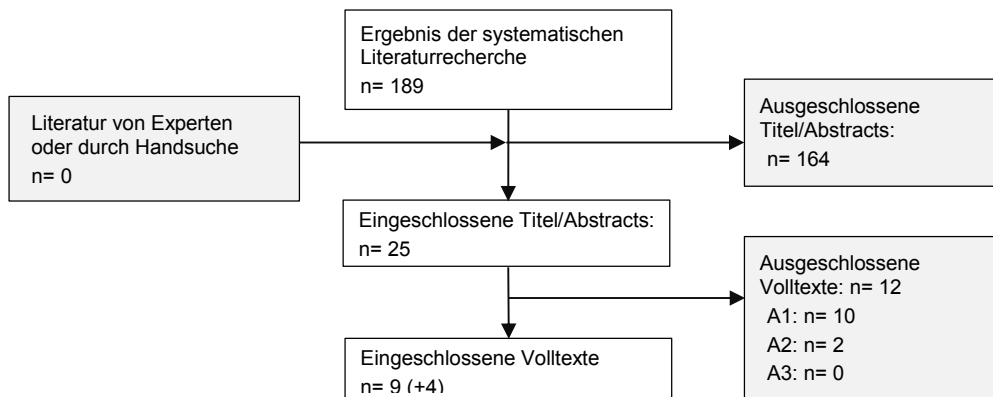 Ergebnis der systematischen
Literaturrecherche
n= 189
Literatur von Experten
oder durch Handsuche
n= 0
Ausgeschlossene
Titel/Abstracts:
n= 164
Eingeschlossene Titel/Abstracts:
n= 25
Ausgeschlossene
Volltexte: n= 12
A1: n= 10
A2: n= 2
A3: n= 0
Eingeschlossene Volltexte
n= 9 (+4)